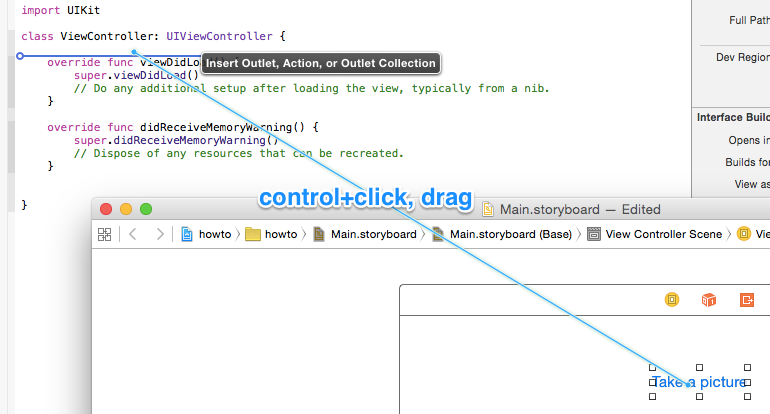 import UIKit
Full Path
class ViewController: UIViewController {
Dev Region
Insert Outlet, Action, or Outlet Collection
override func viewDidLo
super.viewDidLoad()
// Do any additional setup after loading the view, typically from a nib.
}
override func didReceiveMemoryWarning() {
super.didReceiveMemoryWarning()
// Dispose of any resources that can be recreated.
}
}
Interface Build
Opens in
Builds for
View as
control+click, drag
Main.storyboard — Edited
howto howto Main.storyboard Main.storyboard (Base) View Controller Scene Vie
Take a picture